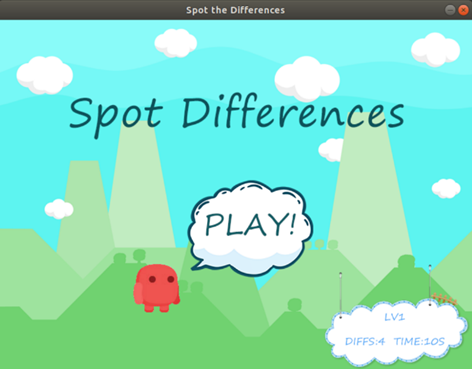 Spot the Differences
Spot Differences
PLAY!
LV1
DIFFS:4 TIME:10S